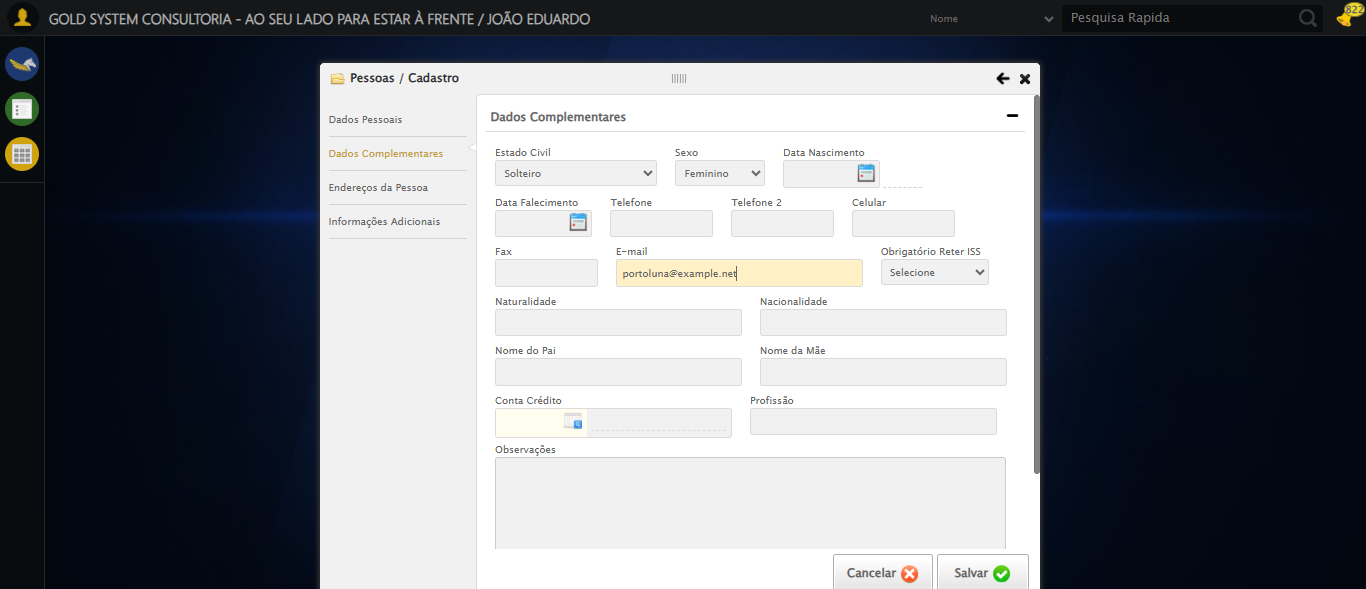 GOLD SYSTEM CONSULTORIA - AO SEU LADO PARA ESTAR À FRENTE / JOÃO EDUARDO
Nome
Pesquisa Rapida
822
Pessoas / Cadastro
Dados Pessoais
Dados Complementares
Endereços da Pessoa
Informações Adicionais
Dados Complementares
Estado Civil Sexo Data Nascimento
Solteiro Feminino
Data Falecimento Telefone Telefone 2 Celular
Fax E-mail Obrigatório Reter ISS
portoluna@example.net Selecione
Naturalidade Nacionalidade
Nome do Pai Nome da Mãe
Conta Crédito Profissão
Observações
Cancelar Salvar